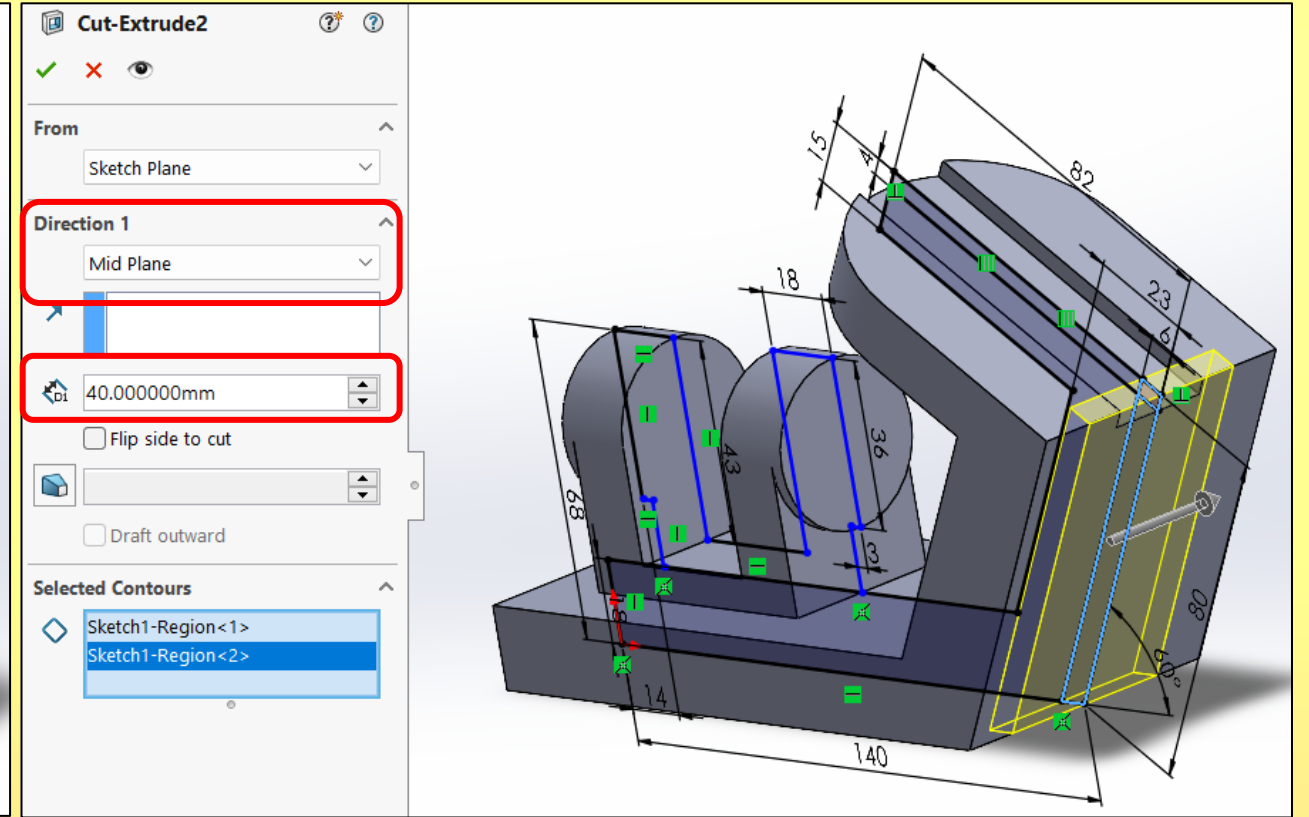 Cut-Extrude2
From
Sketch Plane
Direction 1
Mid Plane
D1
40.000000mm
Flip side to cut
Draft outward
Selected Contours
Sketch1-Region<1>
Sketch1-Region<2>
15
4
82
18
23
6
43
36
68
3
18
80
60°
14
140